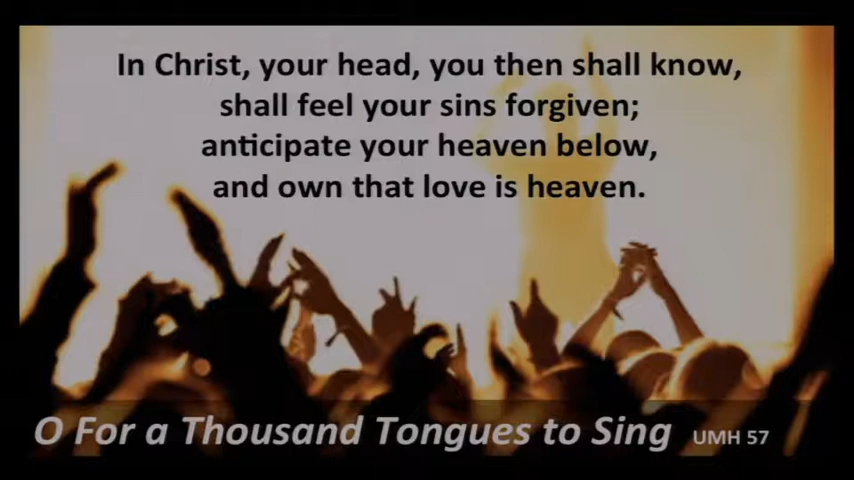 In Christ, your head, you then shall know,
shall feel your sins forgiven;
anticipate your heaven below,
and own that love is heaven.
O For a Thousand Tongues to Sing UMH 57